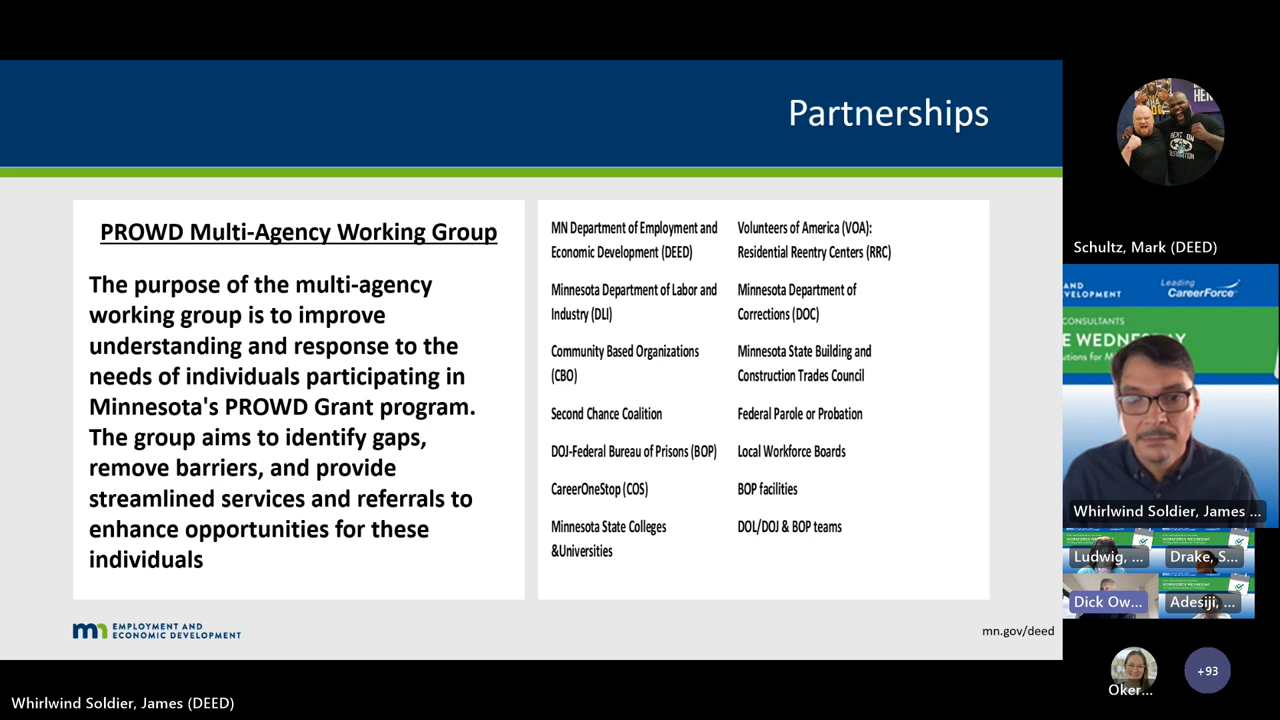 Partnerships
PROWD Multi-Agency Working Group
The purpose of the multi-agency
working group is to improve
understanding and response to the
needs of individuals participating in
Minnesota's PROWD Grant program.
The group aims to identify gaps,
remove barriers, and provide
streamlined services and referrals to
enhance opportunities for these
individuals
MN Department of Employment and
Economic Development (DEED)
Minnesota Department of Labor and
Industry (DLI)
Community Based Organizations
(CBO)
Second Chance Coalition
DOJ-Federal Bureau of Prisons (BOP)
CareerOneStop (COS)
Minnesota State Colleges
&Universities
Volunteers of America (VOA):
Residential Reentry Centers (RRC)
Minnesota Department of
Corrections (DOC)
Minnesota State Building and
Construction Trades Council
Federal Parole or Probation
Local Workforce Boards
BOP facilities
DOL/DOJ & BOP teams
mn EMPLOYMENT AND
ECONOMIC DEVELOPMENT
mn.gov/deed
Whirlwind Soldier, James (DEED)
Schultz, Mark (DEED)
AND
VELOPMENT
Leading
CareerForce
CONSULTANTS
E WEDNESDAY
utions for M
Whirlwind Soldier, James ...
Ludwig, ...
Drake, S...
Dick Ow...
Adesiji, ...
Oker...
+93